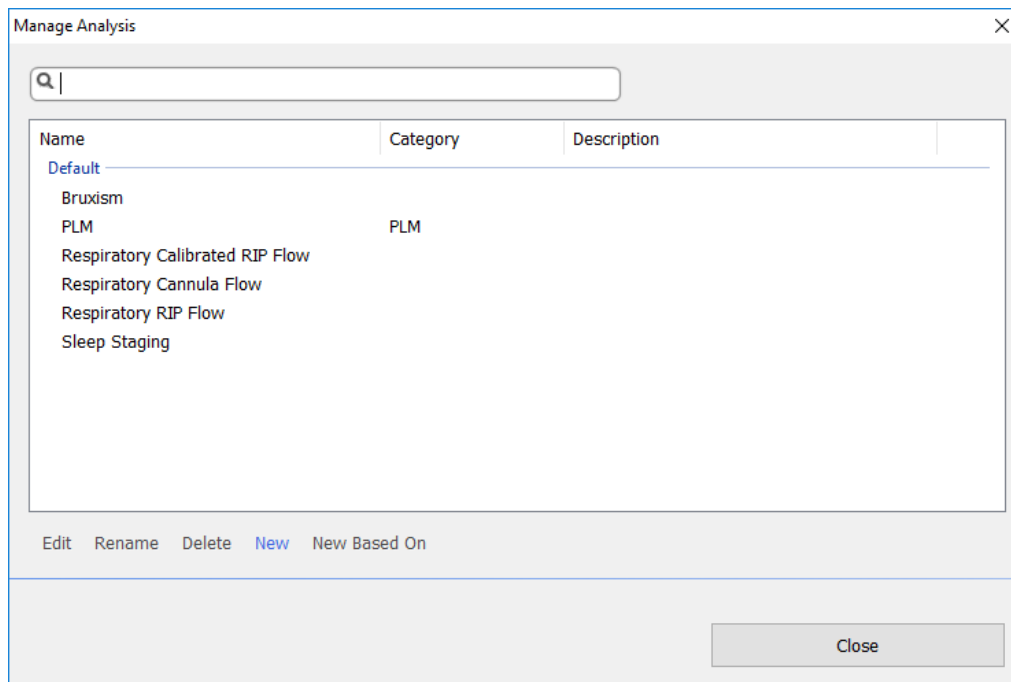 Manage Analysis
Name Category Description
Default
Bruxism
PLM PLM
Respiratory Calibrated RIP Flow
Respiratory Cannula Flow
Respiratory RIP Flow
Sleep Staging
Edit Rename Delete New New Based On
Close